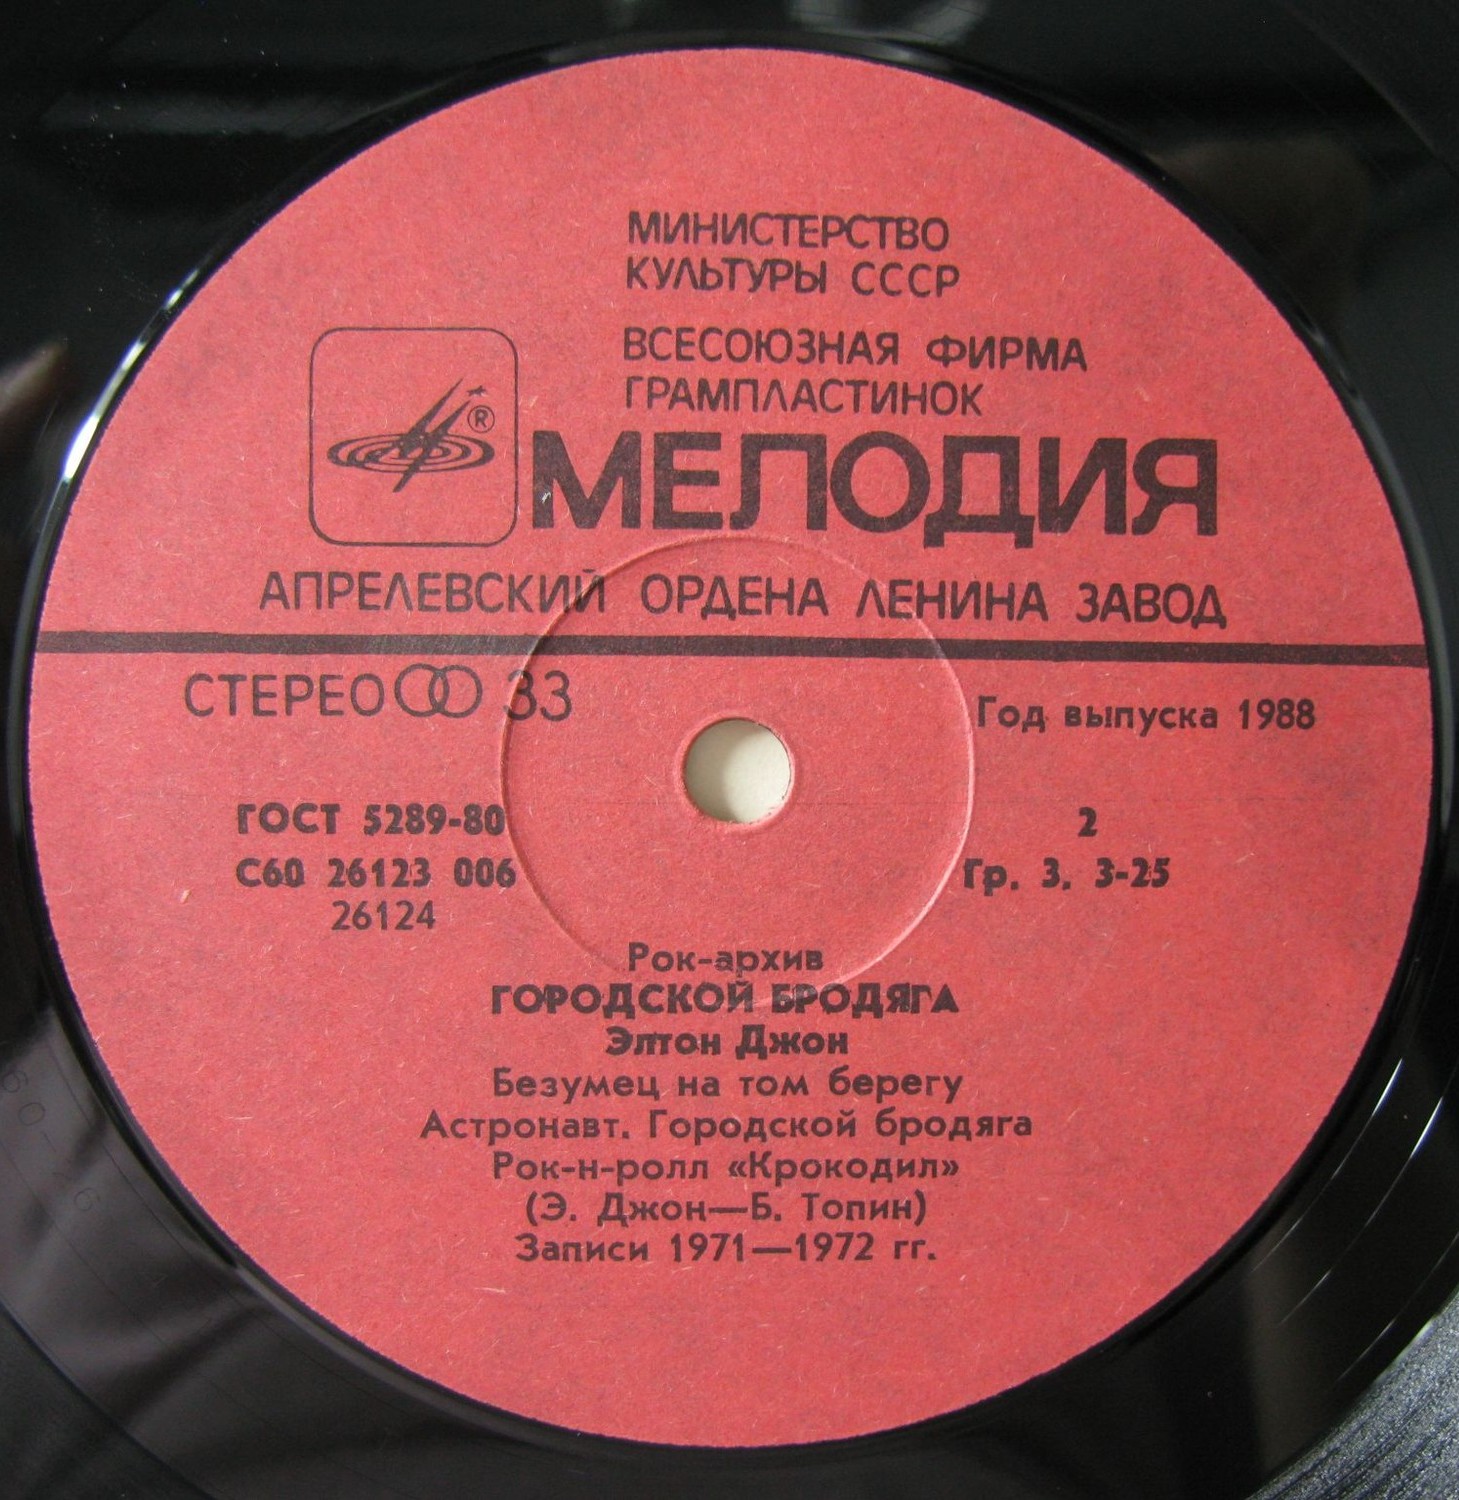 МИНИСТЕРСТВО
КУЛЬТУРЫ СССР
ВСЕСОЮЗНАЯ ФИРМА
ГРАМПЛАСТИНОК
®
МЕЛОДИЯ
АПРЕЛЕВСКИЙ ОРДЕНА ЛЕНИНА ЗАВОД
СТЕРЕО 33
Год выпуска 1988
ГОСТ 5289-80
2
С60 26123 006
Гр. 3. 3-25
26124
Рок-архив
ГОРОДСКОЙ БРОДЯГА
Элтон Джон
Безумец на том берегу
Астронавт. Городской бродяга
Рок-н-ролл «Крокодил»
(Э. Джон—Б. Топин)
Записи 1971—1972 гг.